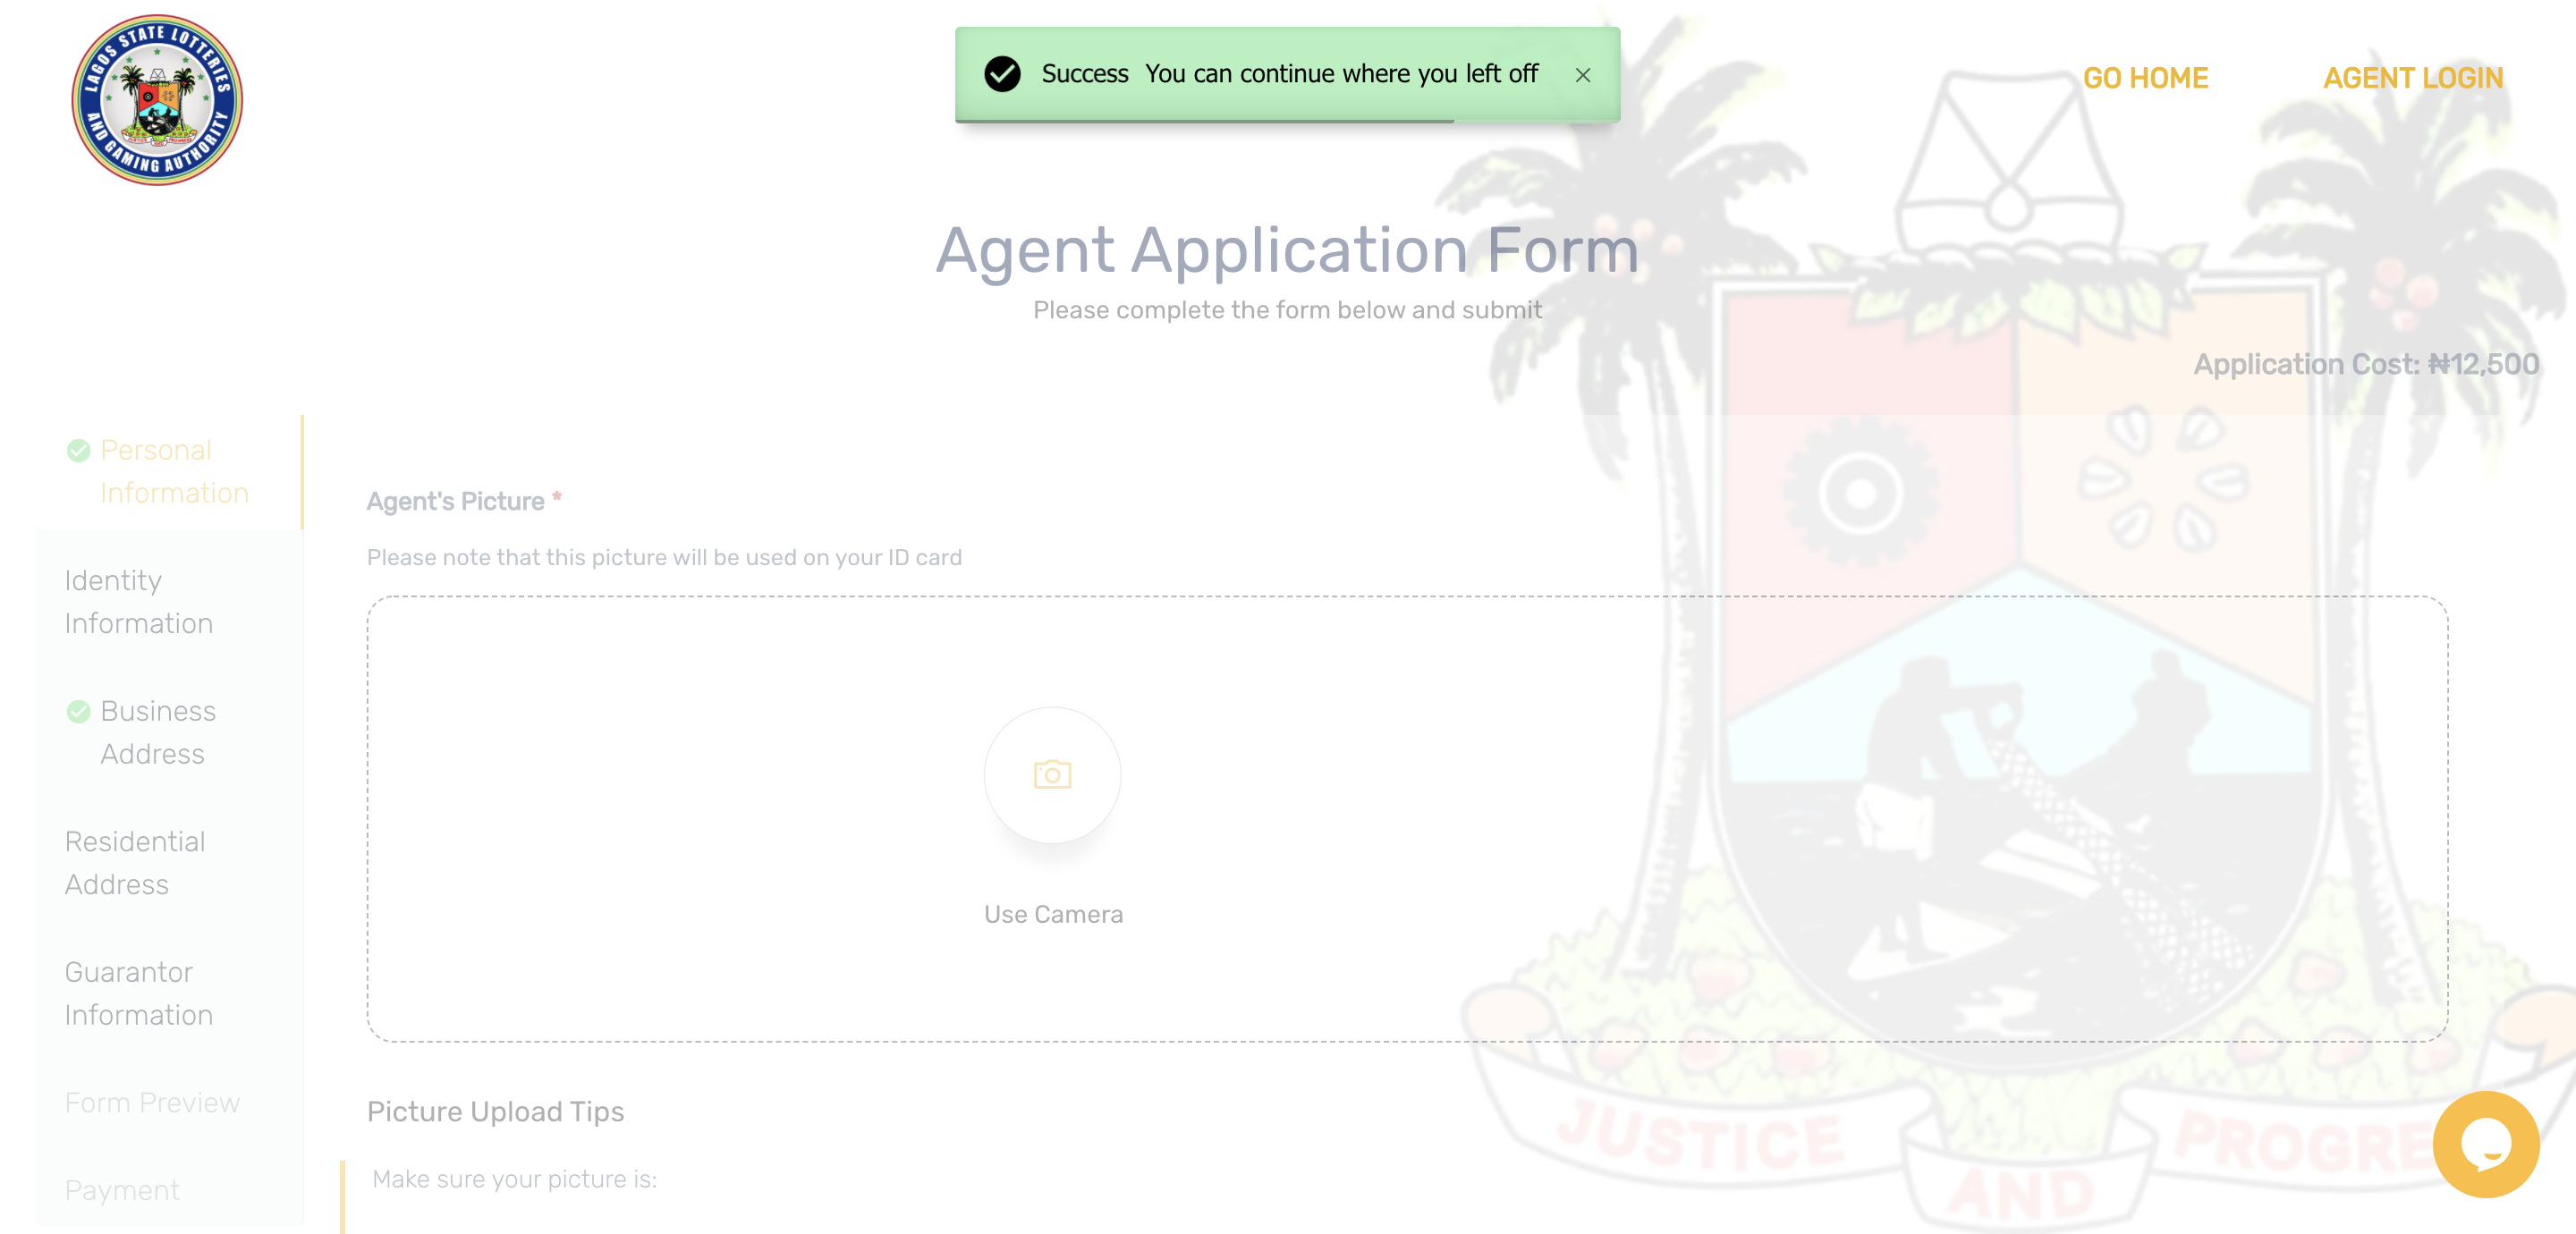 LAGOS STATE LOTTERIES
AND GAMING AUTHORITY
Success You can continue where you left off
GO HOME
AGENT LOGIN
Agent Application Form
Please complete the form below and submit
Application Cost: ₦12,500
Personal
Information
Identity
Information
Business
Address
Residential
Address
Guarantor
Information
Form Preview
Payment
Agent's Picture *
Please note that this picture will be used on your ID card
Use Camera
Picture Upload Tips
Make sure your picture is:
JUSTICE
AND
PROGRE